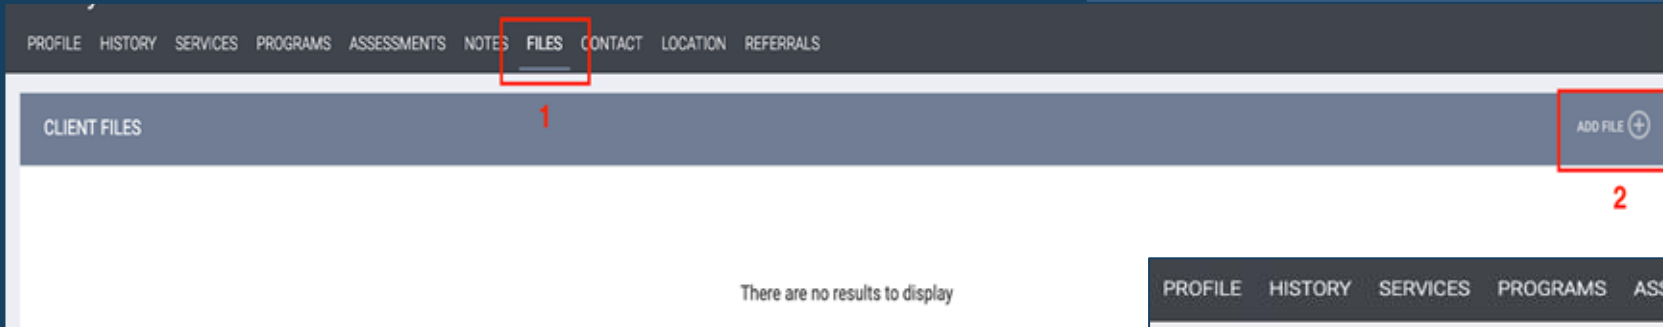 PROFILE HISTORY SERVICES PROGRAMS ASSESSMENTS NOTES FILES CONTACT LOCATION REFERRALS
1
CLIENT FILES
ADD FILE
2
There are no results to display
PROFILE HISTORY SERVICES PROGRAMS